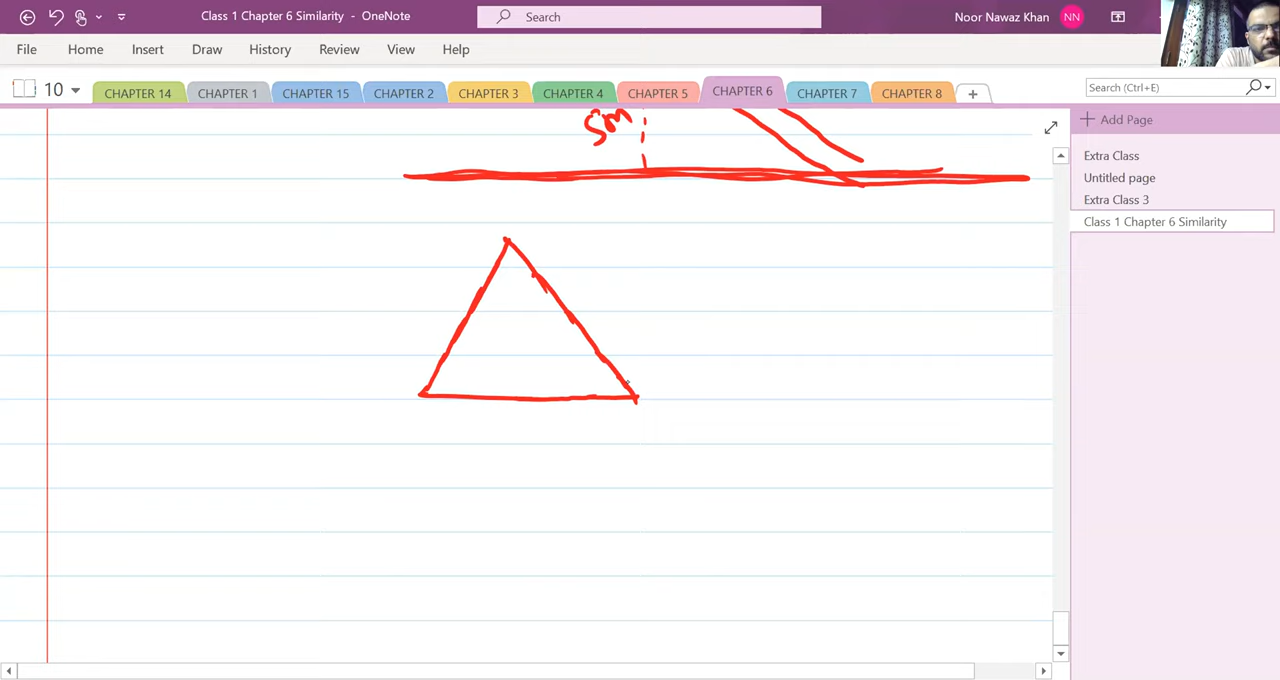 Class 1 Chapter 6 Similarity - OneNote
Search
Noor Nawaz Khan NN
File Home Insert Draw History Review View Help
10
CHAPTER 14 CHAPTER 1 CHAPTER 15 CHAPTER 2 CHAPTER 3 CHAPTER 4 CHAPTER 5 CHAPTER 6 CHAPTER 7 CHAPTER 8 +
Search (Ctrl+E)
Add Page
Extra Class
Untitled page
Extra Class 3
Class 1 Chapter 6 Similarity
5m